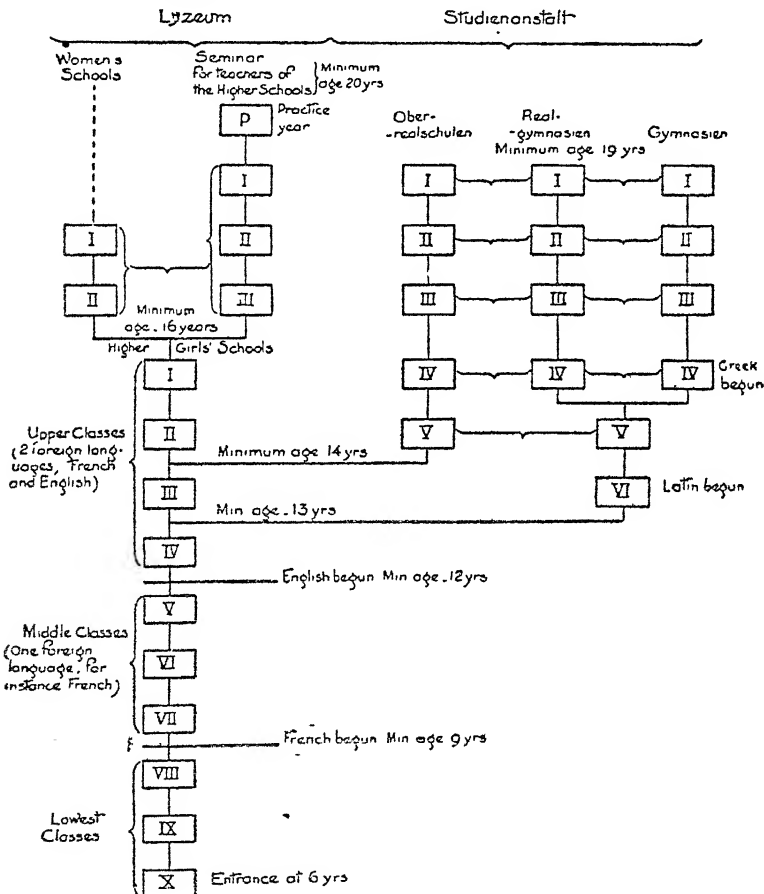 Lyzeum
Studienanstalt
Women's
Schools
Seminar
for teachers of
the Higher Schools
Minimum
age 20yrs
P
Practice
year
Ober-
-realschulen
Real-
-gymnasien
Gymnasien
Minimum age 19 yrs
I
I
I
I
I
II
II
II
II
II
III
III
III
III
Minimum
age - 16 years
Higher Girls' Schools
I
IV
IV
IV
Greek
begun
Upper Classes
(2 foreign lang-
uages, French
and English)
II
V
V
Minimum age 14 yrs
III
VI
Latin begun
Min age - 13 yrs
IV
English begun Min age - 12 yrs
V
Middle Classes
(One foreign
language, for
instance French)
VI
VII
French begun Min age 9 yrs
VIII
Lowest
Classes
IX
X
Entrance at 6 yrs